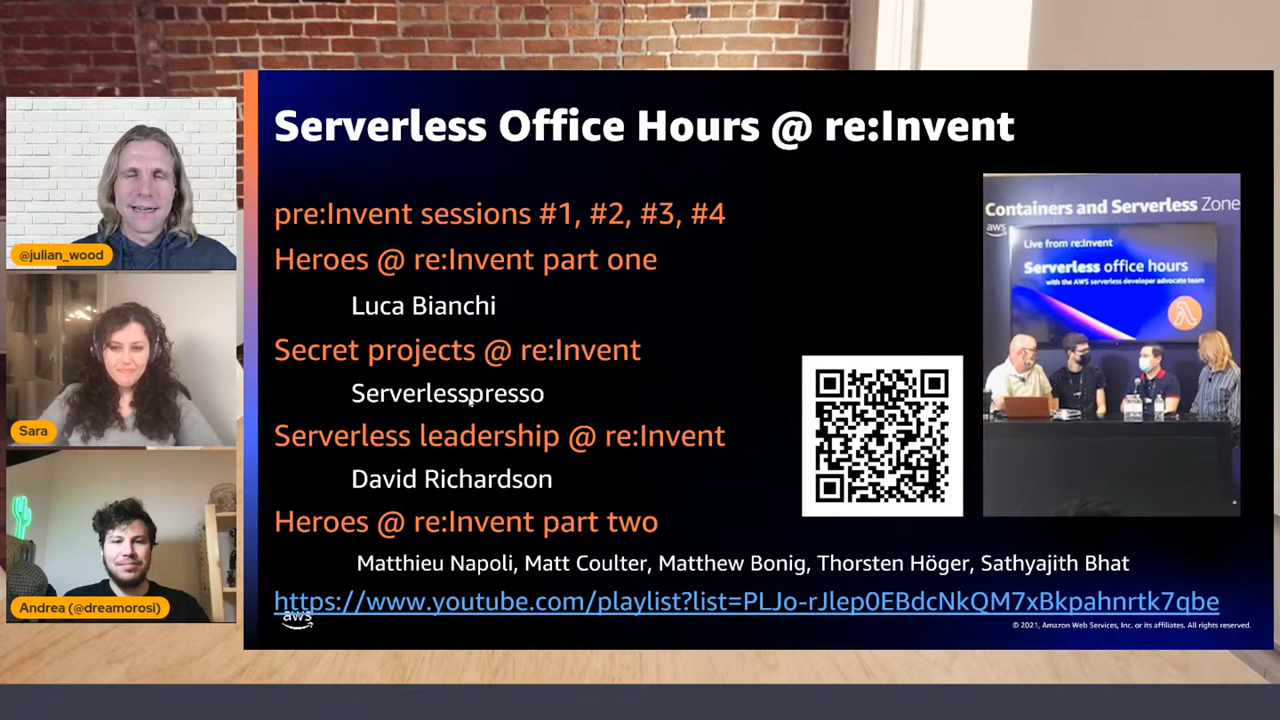 Serverless Office Hours @ re:Invent
pre:Invent sessions #1, #2, #3, #4
Heroes @ re:Invent part one
Luca Bianchi
Secret projects @ re:Invent
Serverlesspresso
Serverless leadership @ re:Invent
David Richardson
Heroes @ re:Invent part two
Matthieu Napoli, Matt Coulter, Matthew Bonig, Thorsten Höger, Sathyajith Bhat
https://www.youtube.com/playlist?list=PLJo-rJlep0EBdcNkQM7xBkpahnrtk7qbe
aws
© 2021, Amazon Web Services, Inc. or its affiliates. All rights reserved.
Containers and Serverless Zone
aws
Live from re:Invent
Serverless office hours
with the AWS serverless developer advocate team
@julian_wood
Sara
Andrea (@dreamorosi)